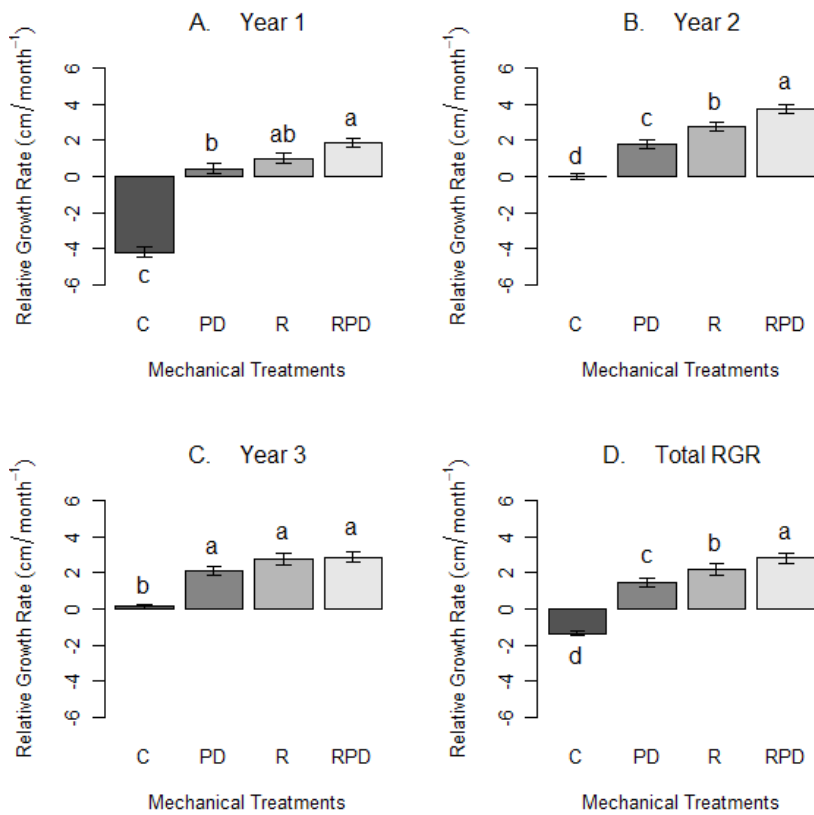 A. Year 1
Relative Growth Rate (cm/month⁻¹)
6
4
2
0
-2
-4
-6
c
b
ab
a
C PD R RPD
Mechanical Treatments
B. Year 2
Relative Growth Rate (cm/month⁻¹)
6
4
2
0
-2
-4
-6
d
c
b
a
C PD R RPD
Mechanical Treatments
C. Year 3
Relative Growth Rate (cm/month⁻¹)
6
4
2
0
-2
-4
-6
b
a
a
a
C PD R RPD
Mechanical Treatments
D. Total RGR
Relative Growth Rate (cm/month⁻¹)
6
4
2
0
-2
-4
-6
d
c
b
a
C PD R RPD
Mechanical Treatments